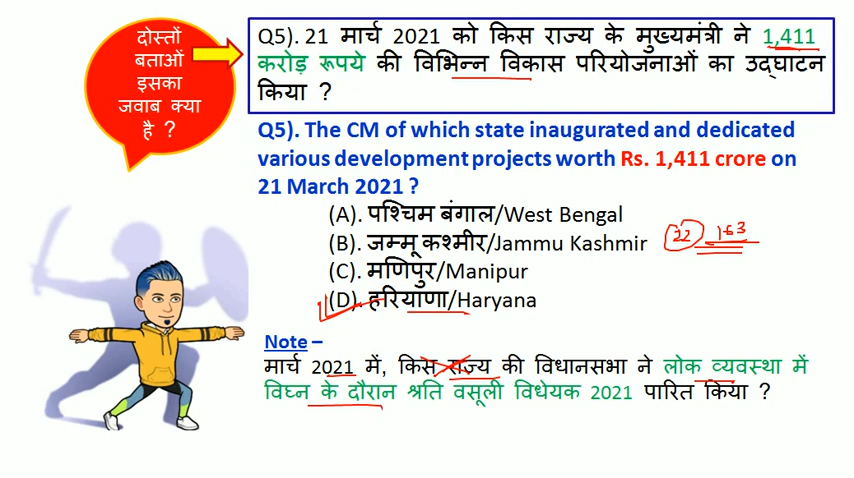 दोस्तों
बताओं
इसका
जवाब क्या
है ?
Q5). 21 मार्च 2021 को किस राज्य के मुख्यमंत्री ने 1,411
करोड़ रूपये की विभिन्न विकास परियोजनाओं का उद्घाटन
किया ?
Q5). The CM of which state inaugurated and dedicated
various development projects worth Rs. 1,411 crore on
21 March 2021 ?
(A). पश्चिम बंगाल/West Bengal
(B). जम्मू कश्मीर/Jammu Kashmir
22 163
(C). मणिपुर/Manipur
(D). हरियाणा/Haryana
Note –
मार्च 2021 में, किस राज्य की विधानसभा ने लोक व्यवस्था में
विघ्न के दौरान श्रति वसूली विधेयक 2021 पारित किया ?